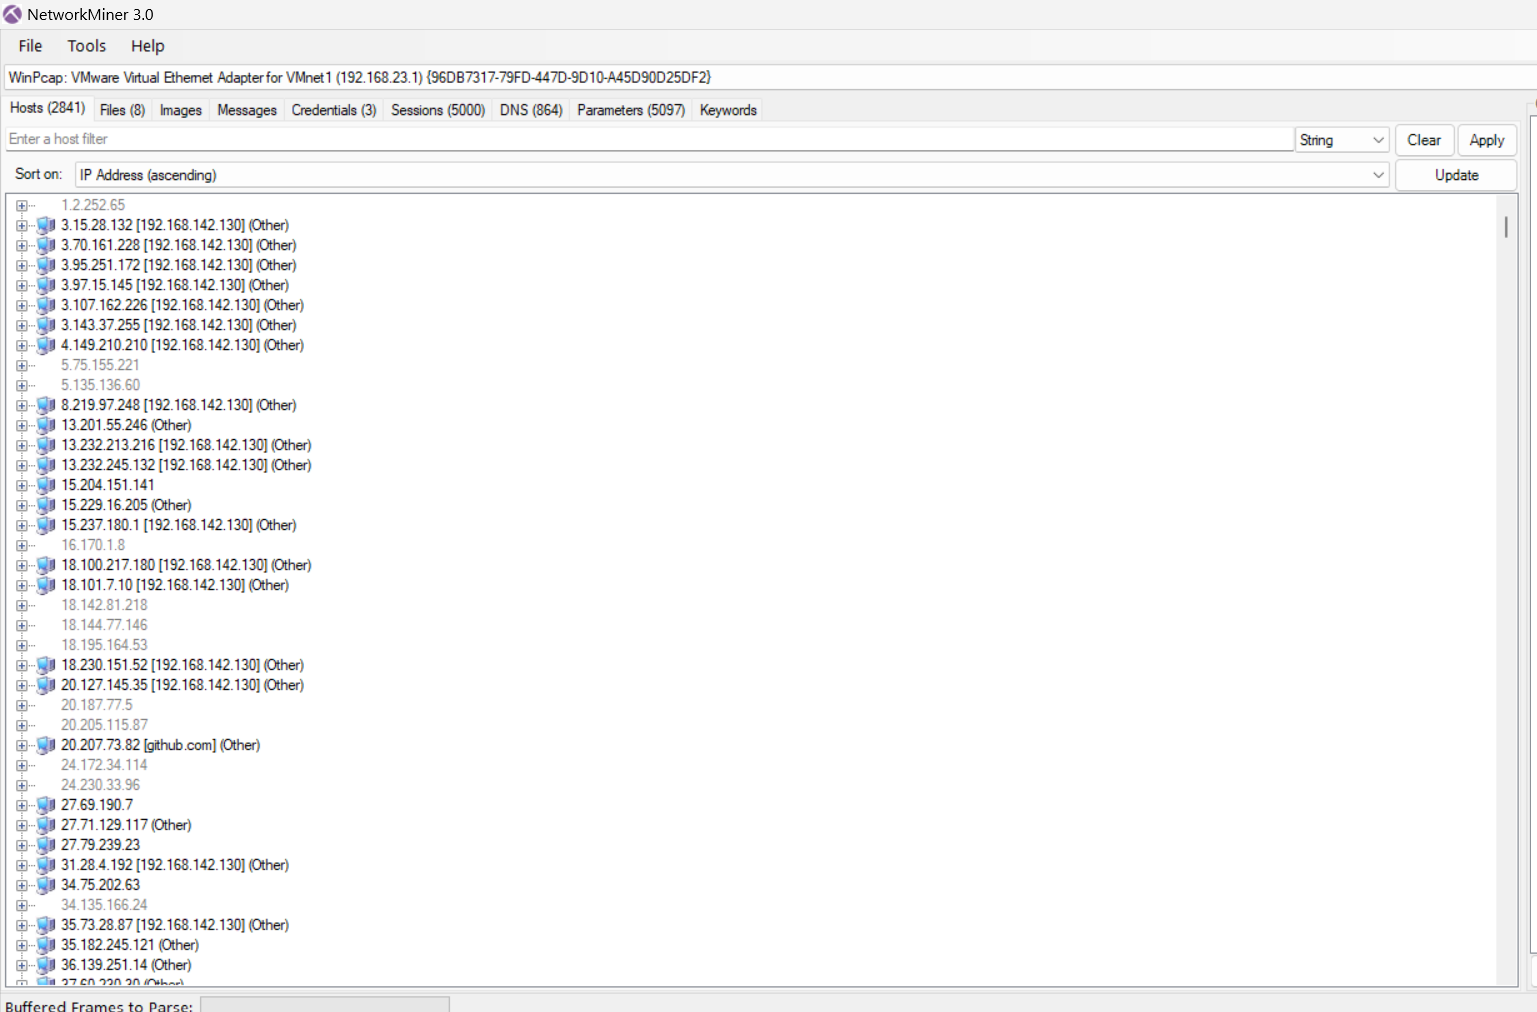 NetworkMiner 3.0
File Tools Help
WinPcap: VMware Virtual Ethernet Adapter for VMnet1 (192.168.23.1) {96DB7317-79FD-447D-9D10-A45D90D25DF2}
Hosts (2841) Files (8) Images Messages Credentials (3) Sessions (5000) DNS (864) Parameters (5097) Keywords
Enter a host filter String Clear Apply
Sort on: IP Address (ascending) Update
1.2.252.65
3.15.28.132 [192.168.142.130] (Other)
3.70.161.228 [192.168.142.130] (Other)
3.95.251.172 [192.168.142.130] (Other)
3.97.15.145 [192.168.142.130] (Other)
3.107.162.226 [192.168.142.130] (Other)
3.143.37.255 [192.168.142.130] (Other)
4.149.210.210 [192.168.142.130] (Other)
5.75.155.221
5.135.136.60
8.219.97.248 [192.168.142.130] (Other)
13.201.55.246 (Other)
13.232.213.216 [192.168.142.130] (Other)
13.232.245.132 [192.168.142.130] (Other)
15.204.151.141
15.229.16.205 (Other)
15.237.180.1 [192.168.142.130] (Other)
16.170.1.8
18.100.217.180 [192.168.142.130] (Other)
18.101.7.10 [192.168.142.130] (Other)
18.142.81.218
18.144.77.146
18.195.164.53
18.230.151.52 [192.168.142.130] (Other)
20.127.145.35 [192.168.142.130] (Other)
20.187.77.5
20.205.115.87
20.207.73.82 [github.com] (Other)
24.172.34.114
24.230.33.96
27.69.190.7
27.71.129.117 (Other)
27.79.239.23
31.28.4.192 [192.168.142.130] (Other)
34.75.202.63
34.135.166.24
35.73.28.87 [192.168.142.130] (Other)
35.182.245.121 (Other)
36.139.251.14 (Other)
37.60.230.30 (Other)
Buffered Frames to Parse: